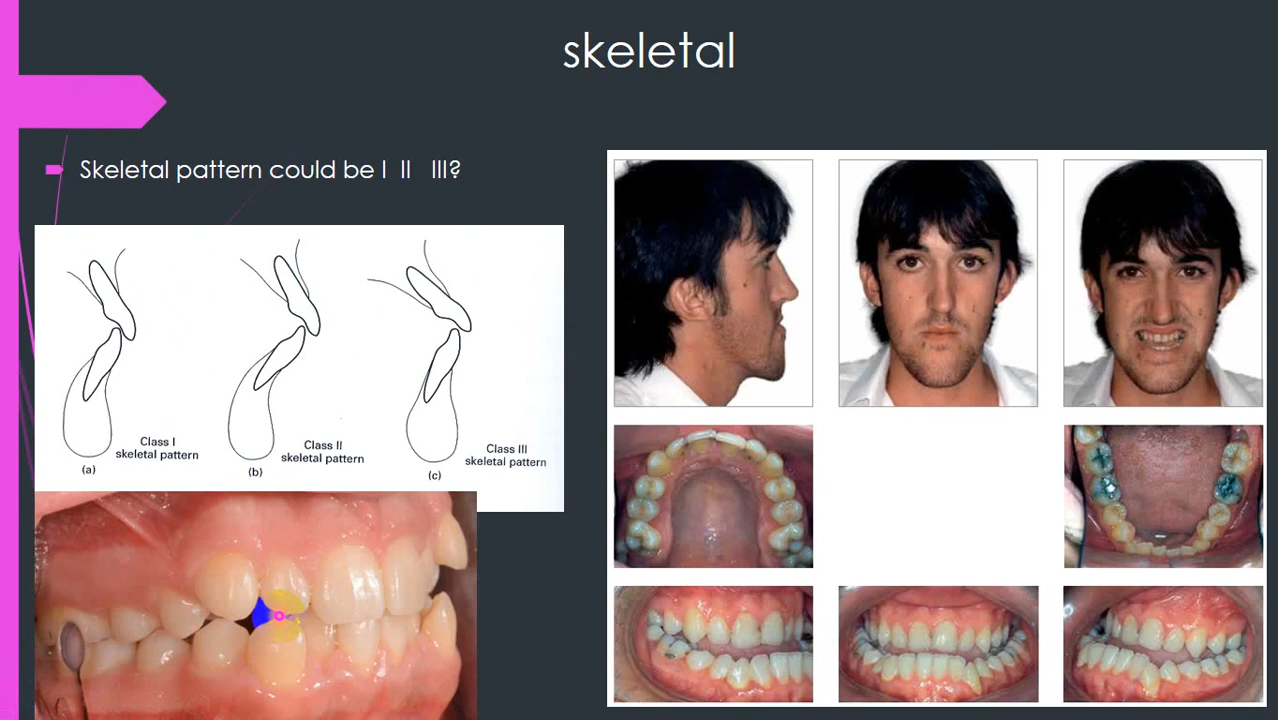 skeletal
Skeletal pattern could be I II III?
Class I
skeletal pattern
(a)
Class II
skeletal pattern
(b)
Class III
skeletal pattern
(c)